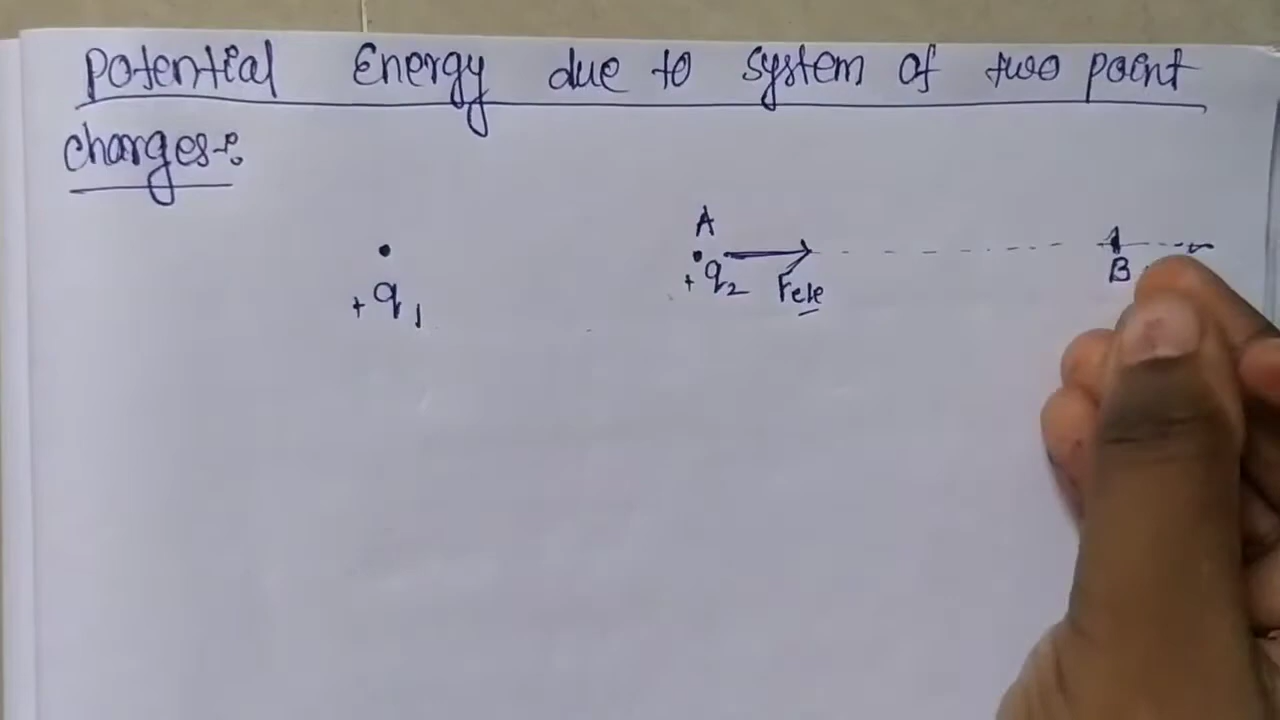 Potential Energy due to system of two point
charges:
A
+q₁
+q₂
Fele
B